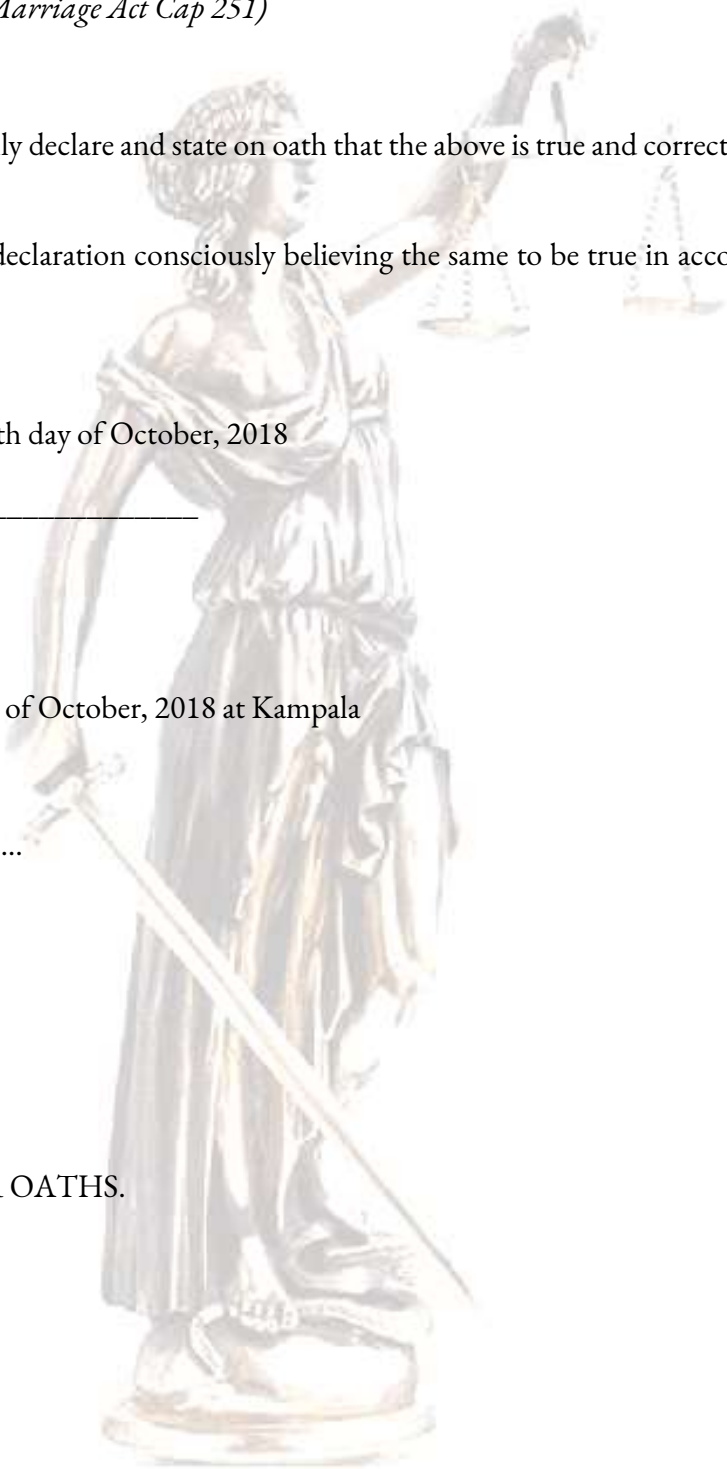 Marriage Act Cap 251)
ly declare and state on oath that the above is true and correct
declaration consciously believing the same to be true in acco
th day of October, 2018
_____________
of October, 2018 at Kampala
...
OATHS.